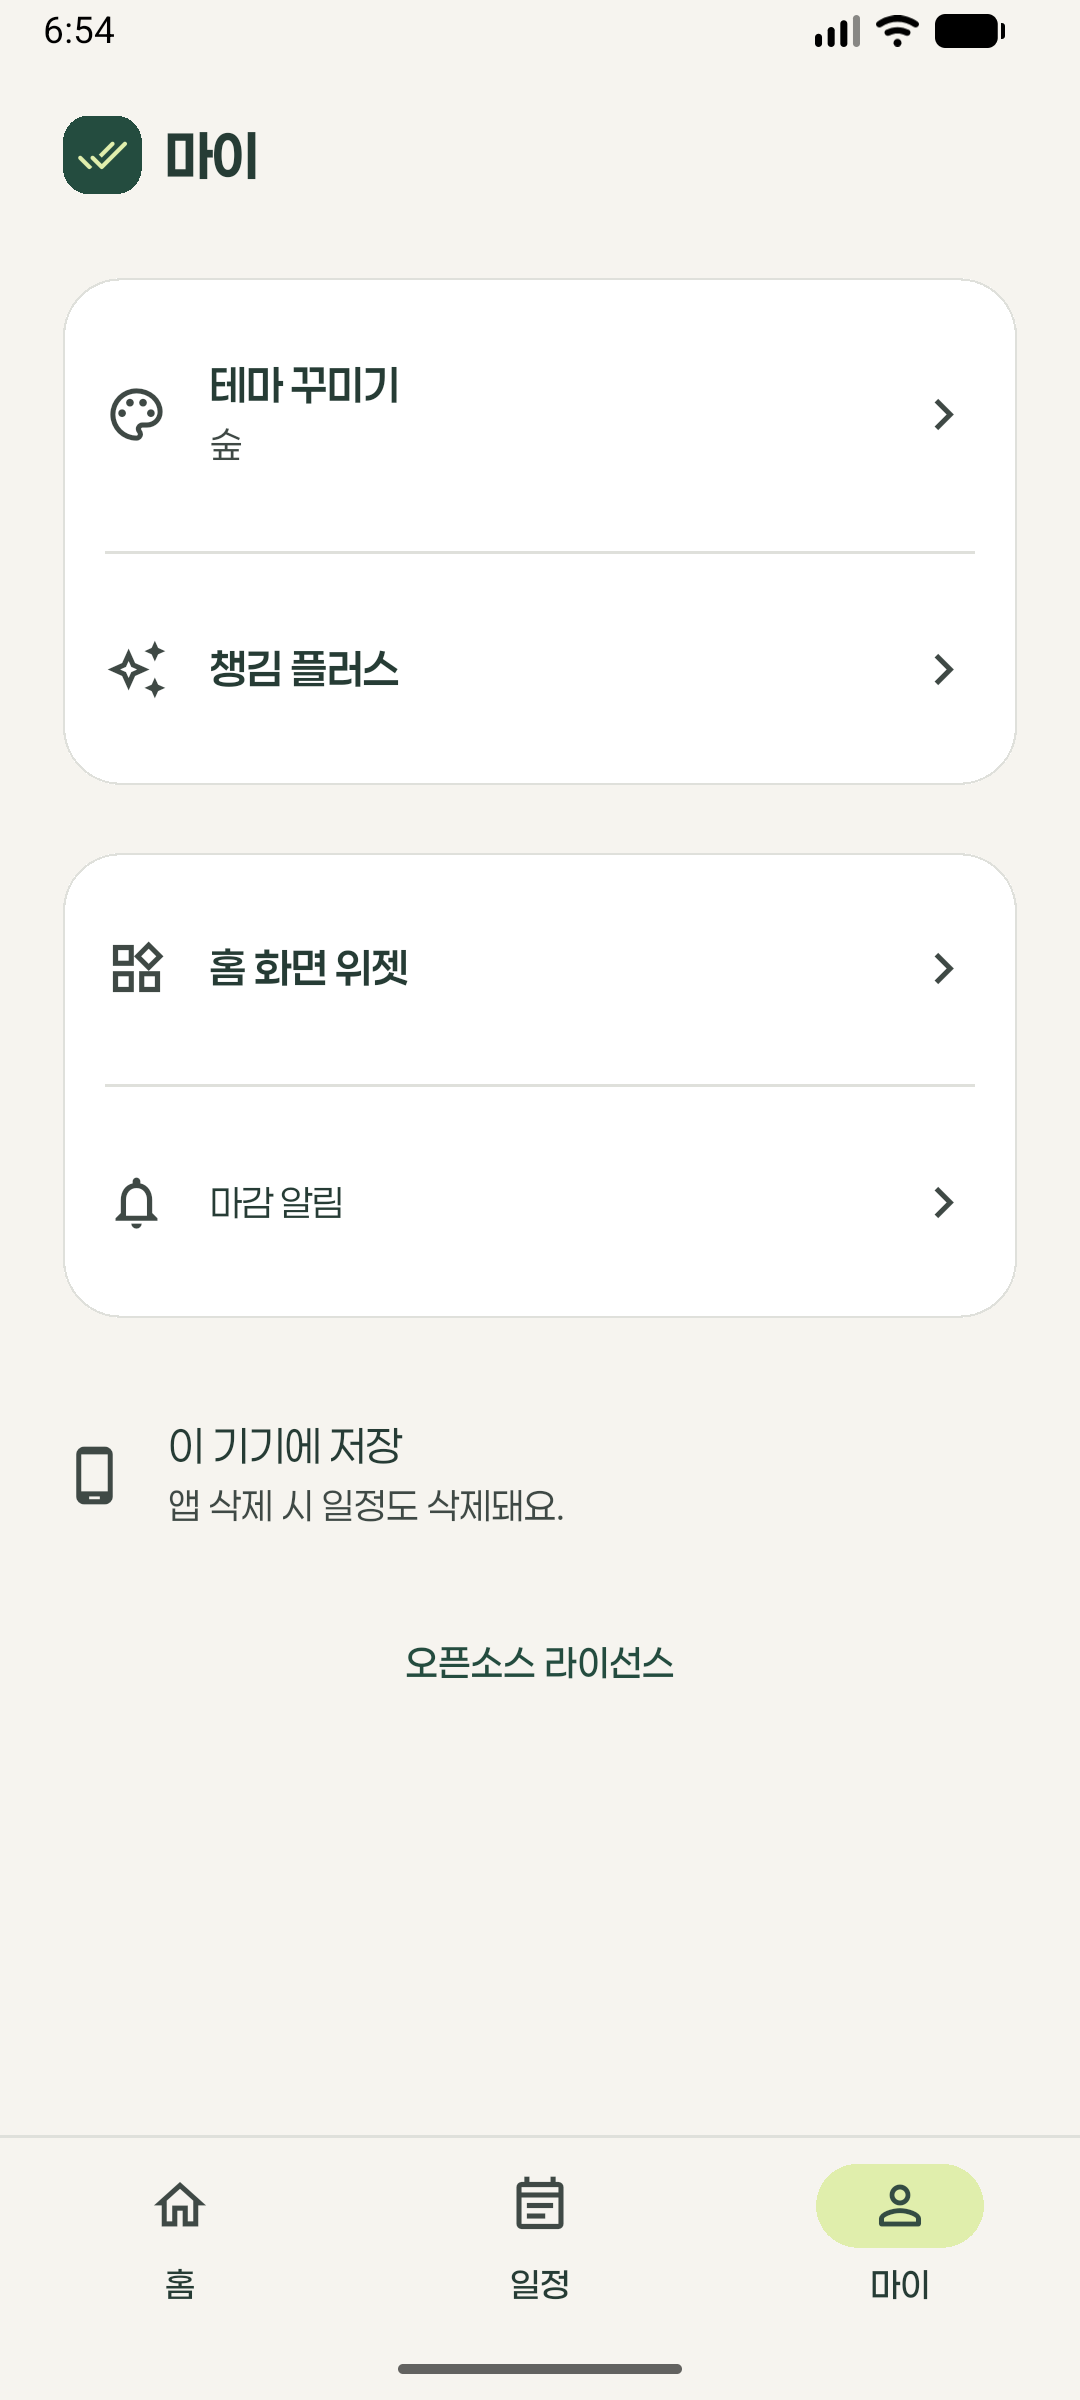 6:54
마이
테마 꾸미기
숲
챙김 플러스
홈 화면 위젯
마감 알림
이 기기에 저장
앱 삭제 시 일정도 삭제돼요.
오픈소스 라이선스
홈
일정
마이